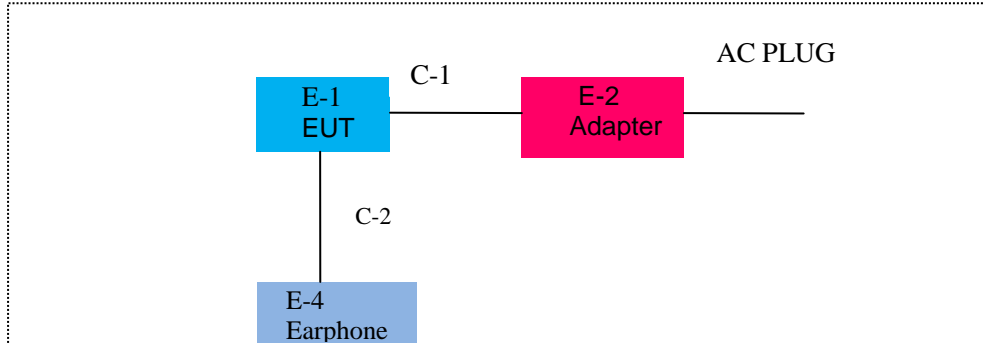 AC PLUG
C-1
E-1
EUT
E-2
Adapter
C-2
E-4
Earphone